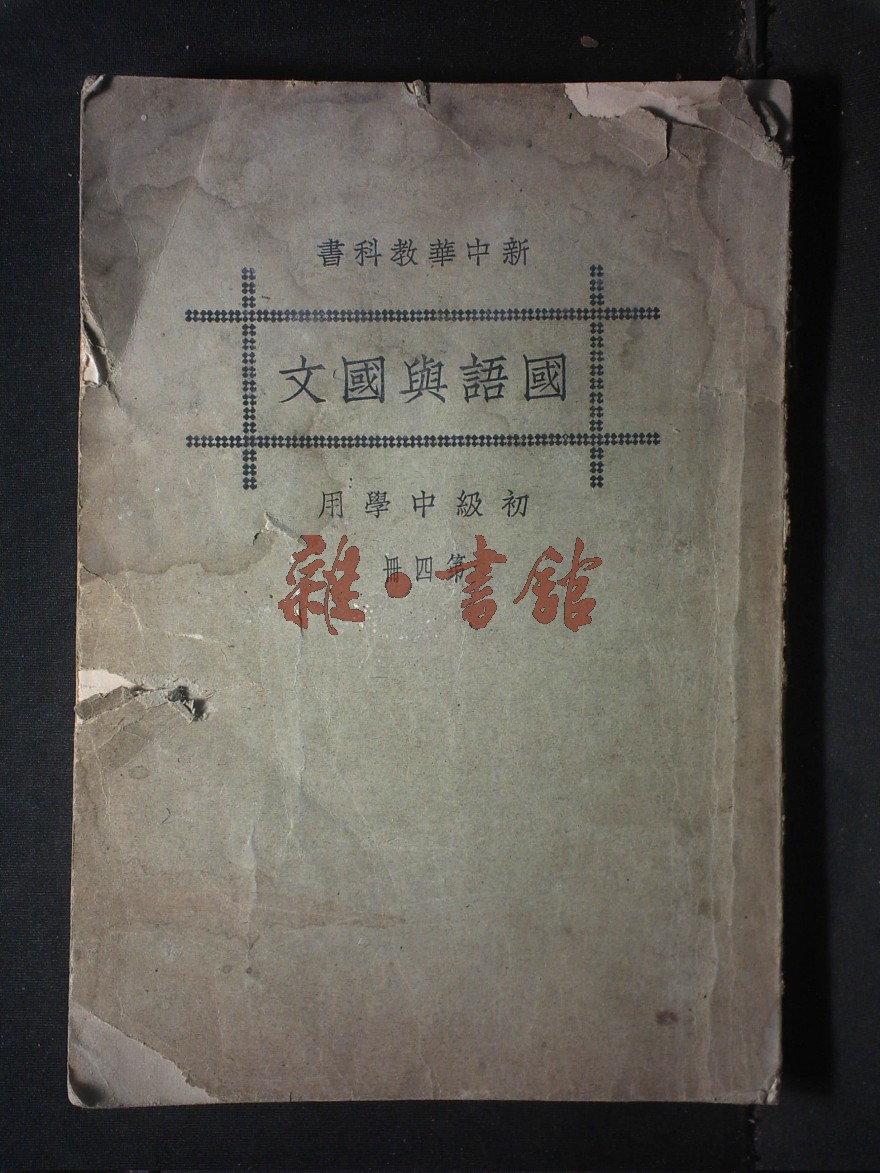 新中華教科書
國語與國文
初級中學用
第四冊
雜·書館